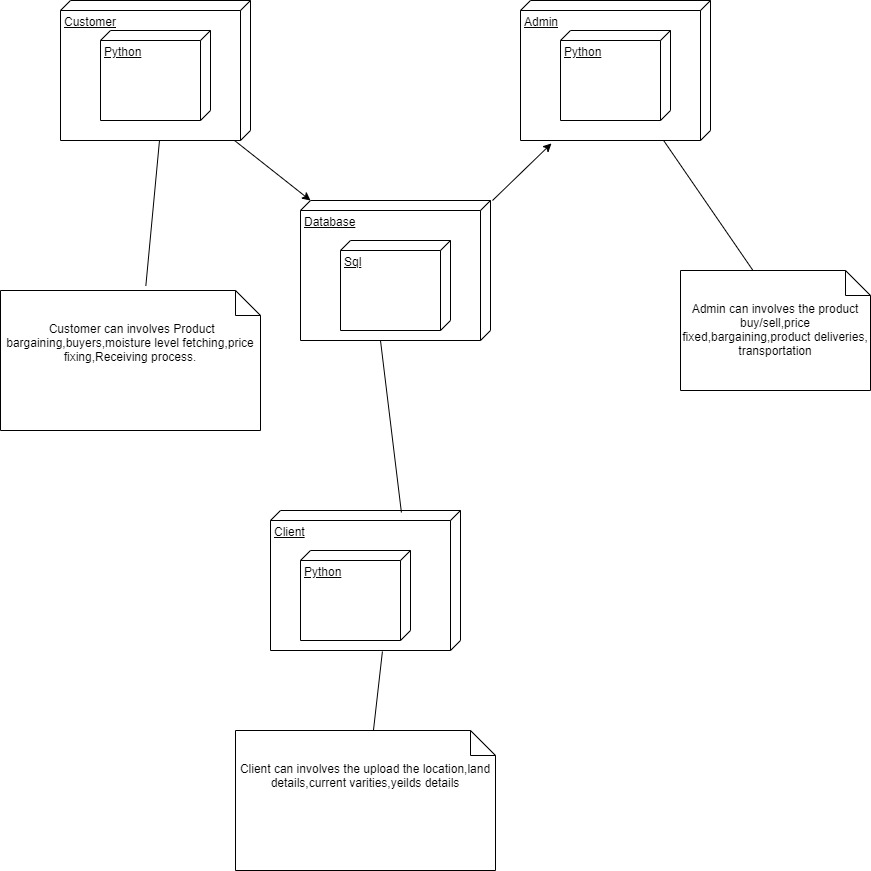 Customer
Python
Admin
Python
Database
Sql
Customer can involves Product
bargaining,buyers,moisture level fetching,price
fixing,Receiving process.
Admin can involves the product
buy/sell,price
fixed,bargaining,product deliveries,
transportation
Client
Python
Client can involves the upload the location,land
details,current varities,yeilds details